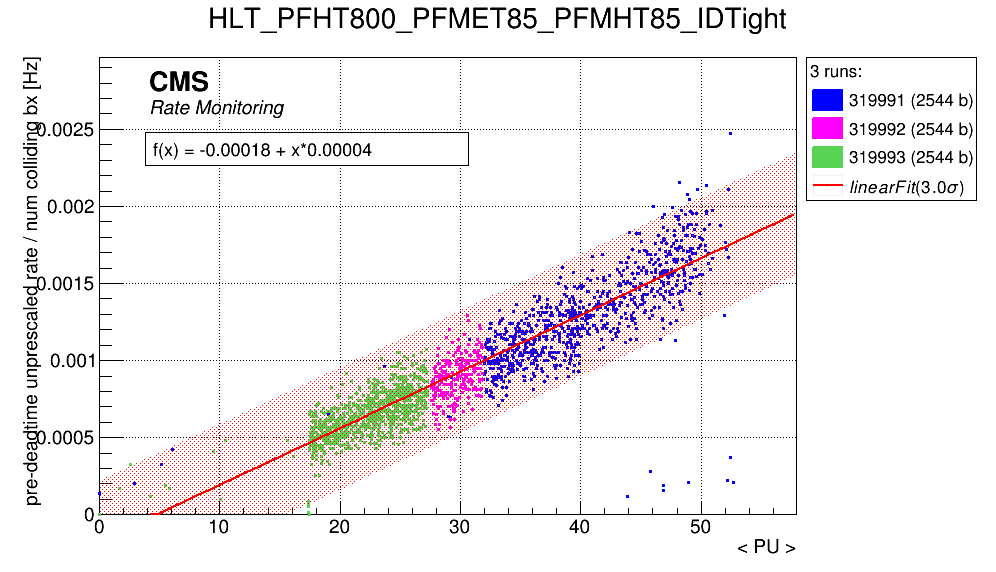 HLT_PFHT800_PFMET85_PFMHT85_IDTight
pre-deadtime unprescaled rate / num colliding bx [Hz]
CMS
Rate Monitoring
f(x) = -0.00018 + x*0.00004
3 runs:
319991 (2544 b)
319992 (2544 b)
319993 (2544 b)
linearFit(3.0σ)
0.0025
0.002
0.0015
0.001
0.0005
0
0 10 20 30 40 50
< PU >